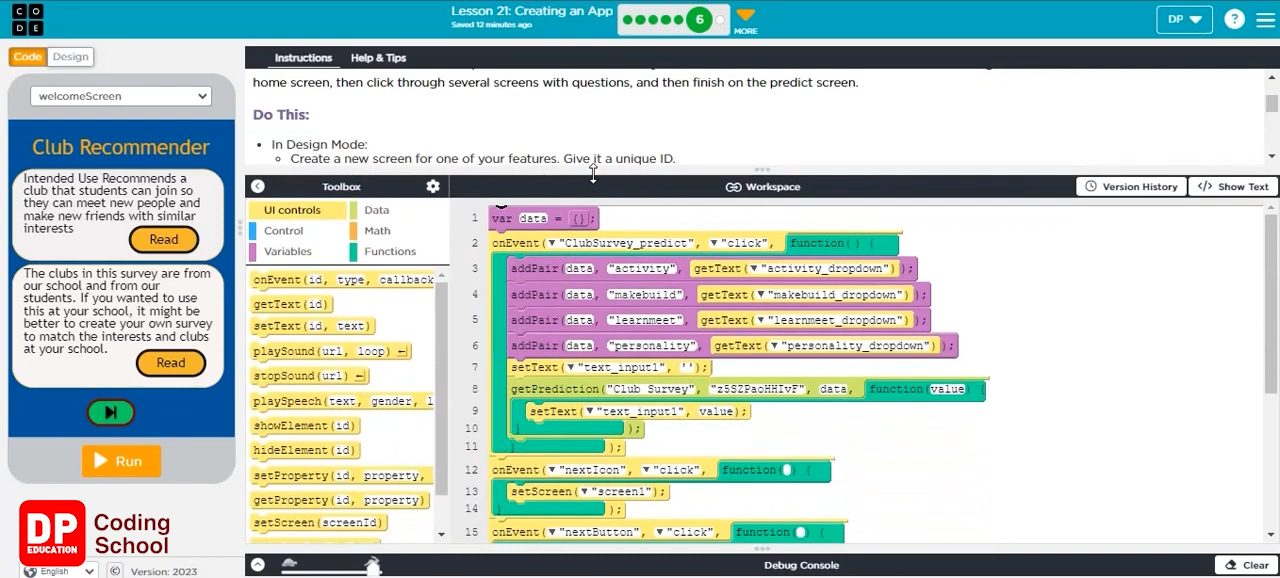 CODE
Lesson 21: Creating an App
Saved 12 minutes ago
6
MORE
DP
?
Code
Design
Instructions
Help & Tips
home screen, then click through several screens with questions, and then finish on the predict screen.
Do This:
• In Design Mode:
Create a new screen for one of your features. Give it a unique ID.
welcomeScreen
Club Recommender
Intended Use Recommends a
club that students can join so
they can meet new people and
make new friends with similar
interests
Read
The clubs in this survey are from
our school and from our
students. If you wanted to use
this at your school, it might be
better to create your own survey
to match the interests and clubs
at your school.
Read
Run
DP
EDUCATION
Coding
School
English
© Version: 2023
Toolbox
Workspace
Version History
</> Show Text
UI controls
Data
Control
Math
Variables
Functions
onEvent(id, type, callback
getText(id)
setText(id, text)
playSound(url, loop)
stopSound(url)
playSpeech(text, gender, l
showElement(id)
hideElement(id)
setProperty(id, property,
getProperty(id, property)
setScreen(screenId)
1 var data = {};
2 onEvent(▼"ClubSurvey_predict", ▼"click", function() {
3 addPair(data, "activity", getText(▼"activity_dropdown"));
4 addPair(data, "makebuild", getText(▼"makebuild_dropdown"));
5 addPair(data, "learnmeet", getText(▼"learnmeet_dropdown"));
6 addPair(data, "personality", getText(▼"personality_dropdown"));
7 setText(▼"text_input1", '');
8 getPrediction("Club Survey", "z5SZPaoHHIvF", data, function(value) {
9 setText(▼"text_input1", value);
10 });
11 });
12 onEvent(▼"nextIcon", ▼"click", function() {
13 setScreen(▼"screen1");
14 });
15 onEvent(▼"nextButton", ▼"click", function() {
Debug Console
Clear